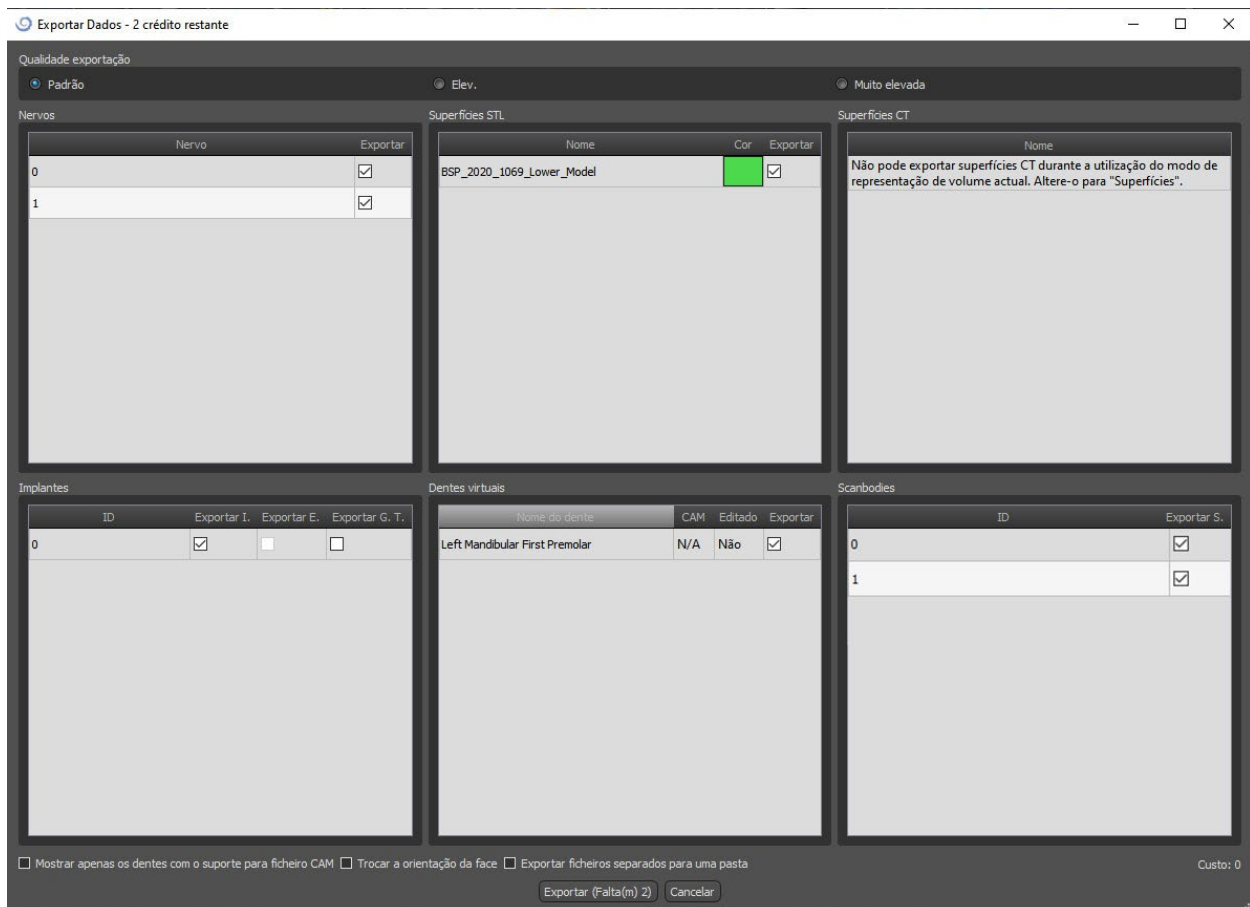 Exportar Dados - 2 crédito restante
Qualidade exportação
Padrão
Elev.
Muito elevada
Nervos
Nervo Exportar
0
1
Superfícies STL
Nome Cor Exportar
BSP_2020_1069_Lower_Model
Superfícies CT
Nome
Não pode exportar superfícies CT durante a utilização do modo de
representação de volume actual. Altere-o para "Superfícies".
Implantes
ID Exportar I. Exportar E. Exportar G. T.
0
Dentes virtuais
Nome do dente CAM Editado Exportar
Left Mandibular First Premolar N/A Não
Scanbodies
ID Exportar S.
0
1
Mostrar apenas os dentes com o suporte para ficheiro CAM Trocar a orientação da face Exportar ficheiros separados para uma pasta Custo: 0
Exportar (Falta(m) 2) Cancelar